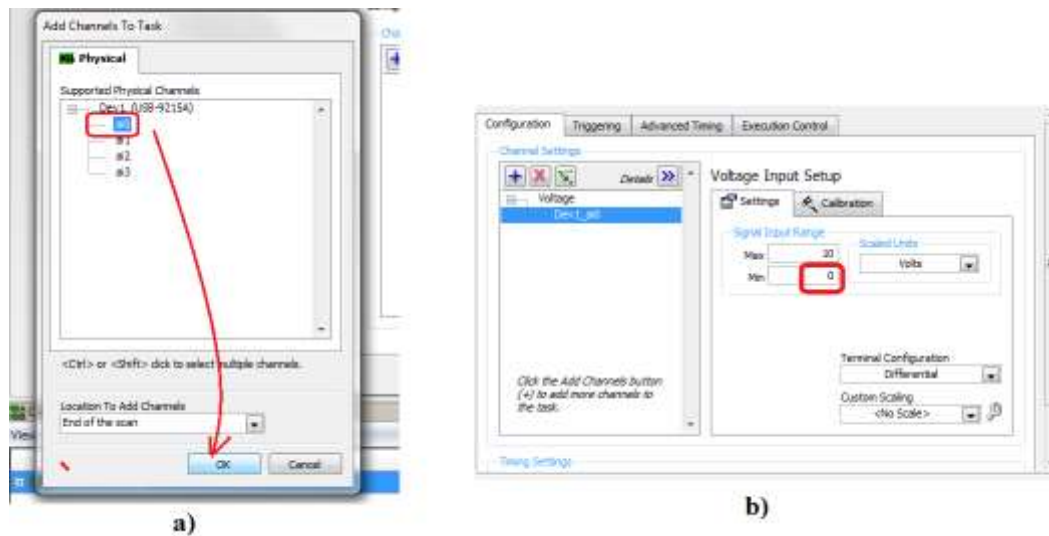 Add Channels To Task
Physical
Supported Physical Channels
Dev1 (USB-9215A)
ai0
ai1
ai2
ai3
<Ctrl> or <Shift> click to select multiple channels.
Location To Add Channels
End of the scan
OK
Cancel
View
a)
Configuration
Triggering
Advanced Timing
Execution Control
Channel Settings
Details
Voltage
Dev1_ai0
Click the Add Channels button
(+) to add more channels to
the task.
Voltage Input Setup
Settings
Calibration
Signal Input Range
Max
10
Min
0
Scaled Units
Volts
Terminal Configuration
Differential
Custom Scaling
<No Scale>
Timing Settings
b)